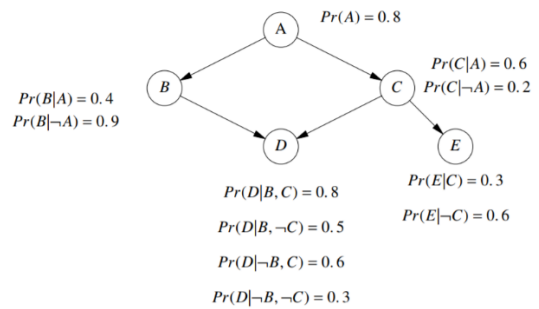 A
Pr(A) = 0.8
B
Pr(B|A) = 0.4
Pr(B|¬A) = 0.9
C
Pr(C|A) = 0.6
Pr(C|¬A) = 0.2
D
Pr(D|B, C) = 0.8
Pr(D|B, ¬C) = 0.5
Pr(D|¬B, C) = 0.6
Pr(D|¬B, ¬C) = 0.3
E
Pr(E|C) = 0.3
Pr(E|¬C) = 0.6